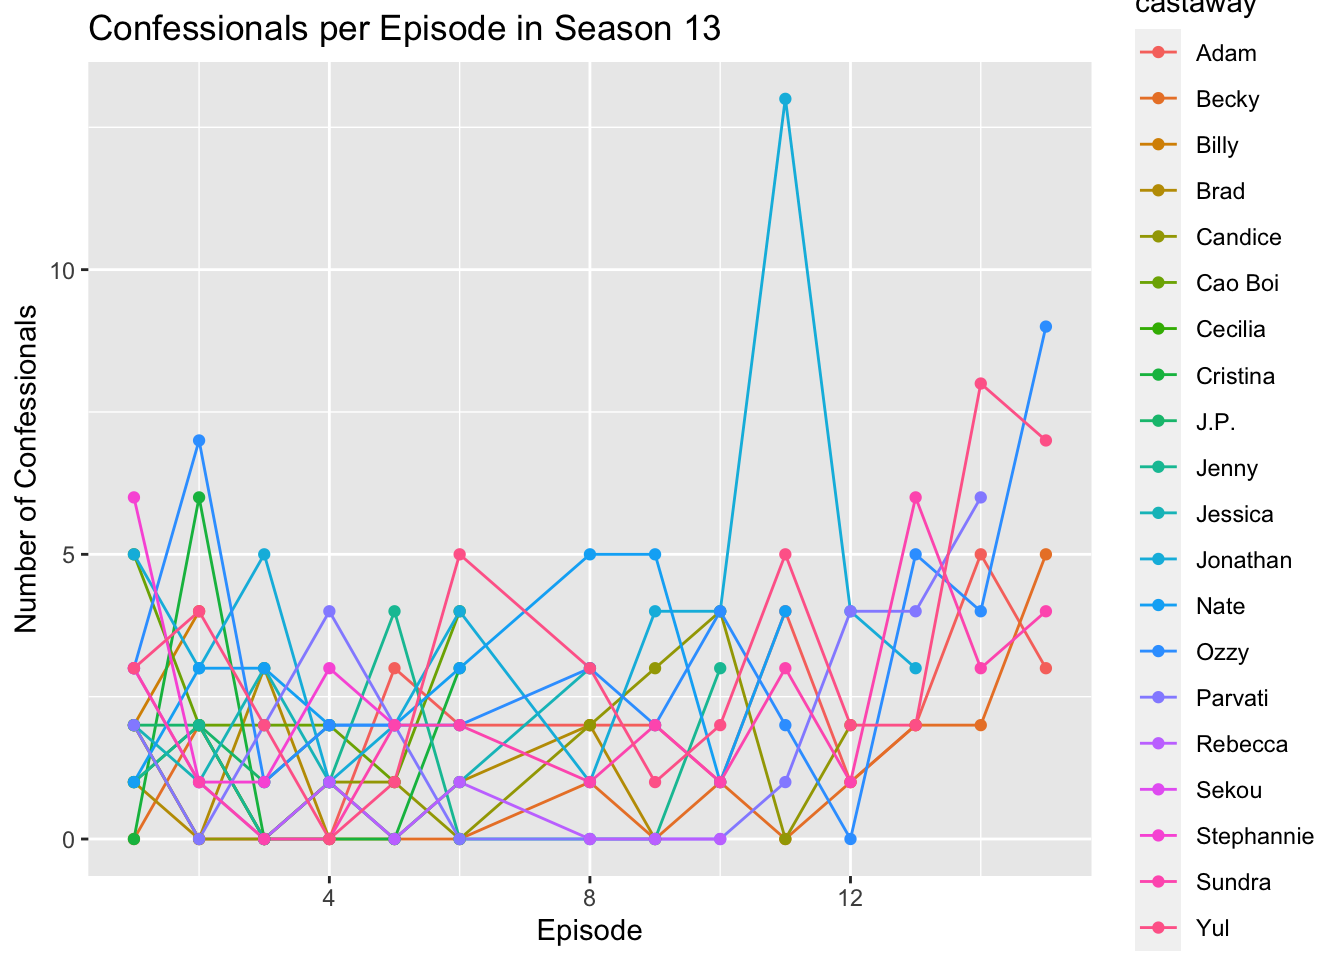 Confessionals per Episode in Season 13
castaway
Adam
Becky
Billy
Brad
Candice
Cao Boi
Cecilia
Cristina
J.P.
Jenny
Jessica
Jonathan
Nate
Ozzy
Parvati
Rebecca
Sekou
Stephannie
Sundra
Yul
Number of Confessionals
10
5
0
4
8
12
Episode